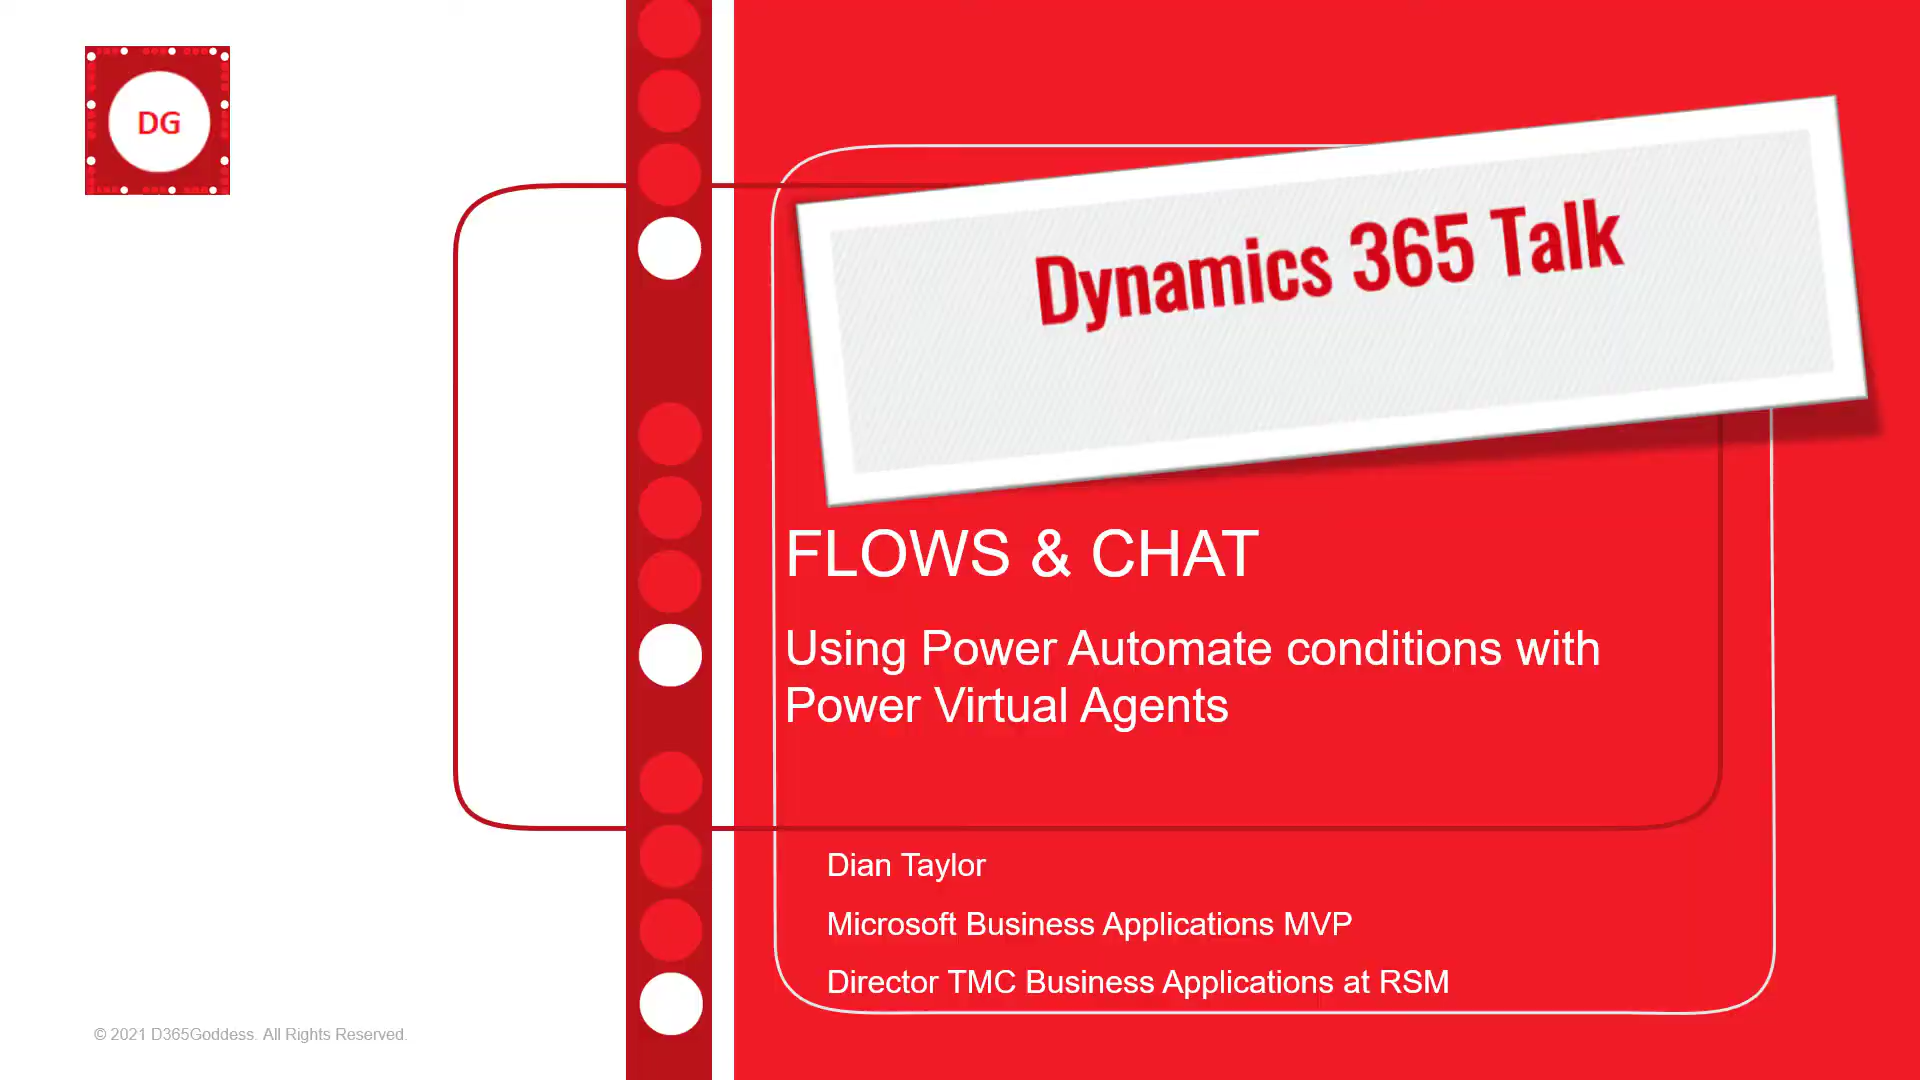 DG
Dynamics 365 Talk
FLOWS & CHAT
Using Power Automate conditions with
Power Virtual Agents
Dian Taylor
Microsoft Business Applications MVP
Director TMC Business Applications at RSM
© 2021 D365Goddess. All Rights Reserved.